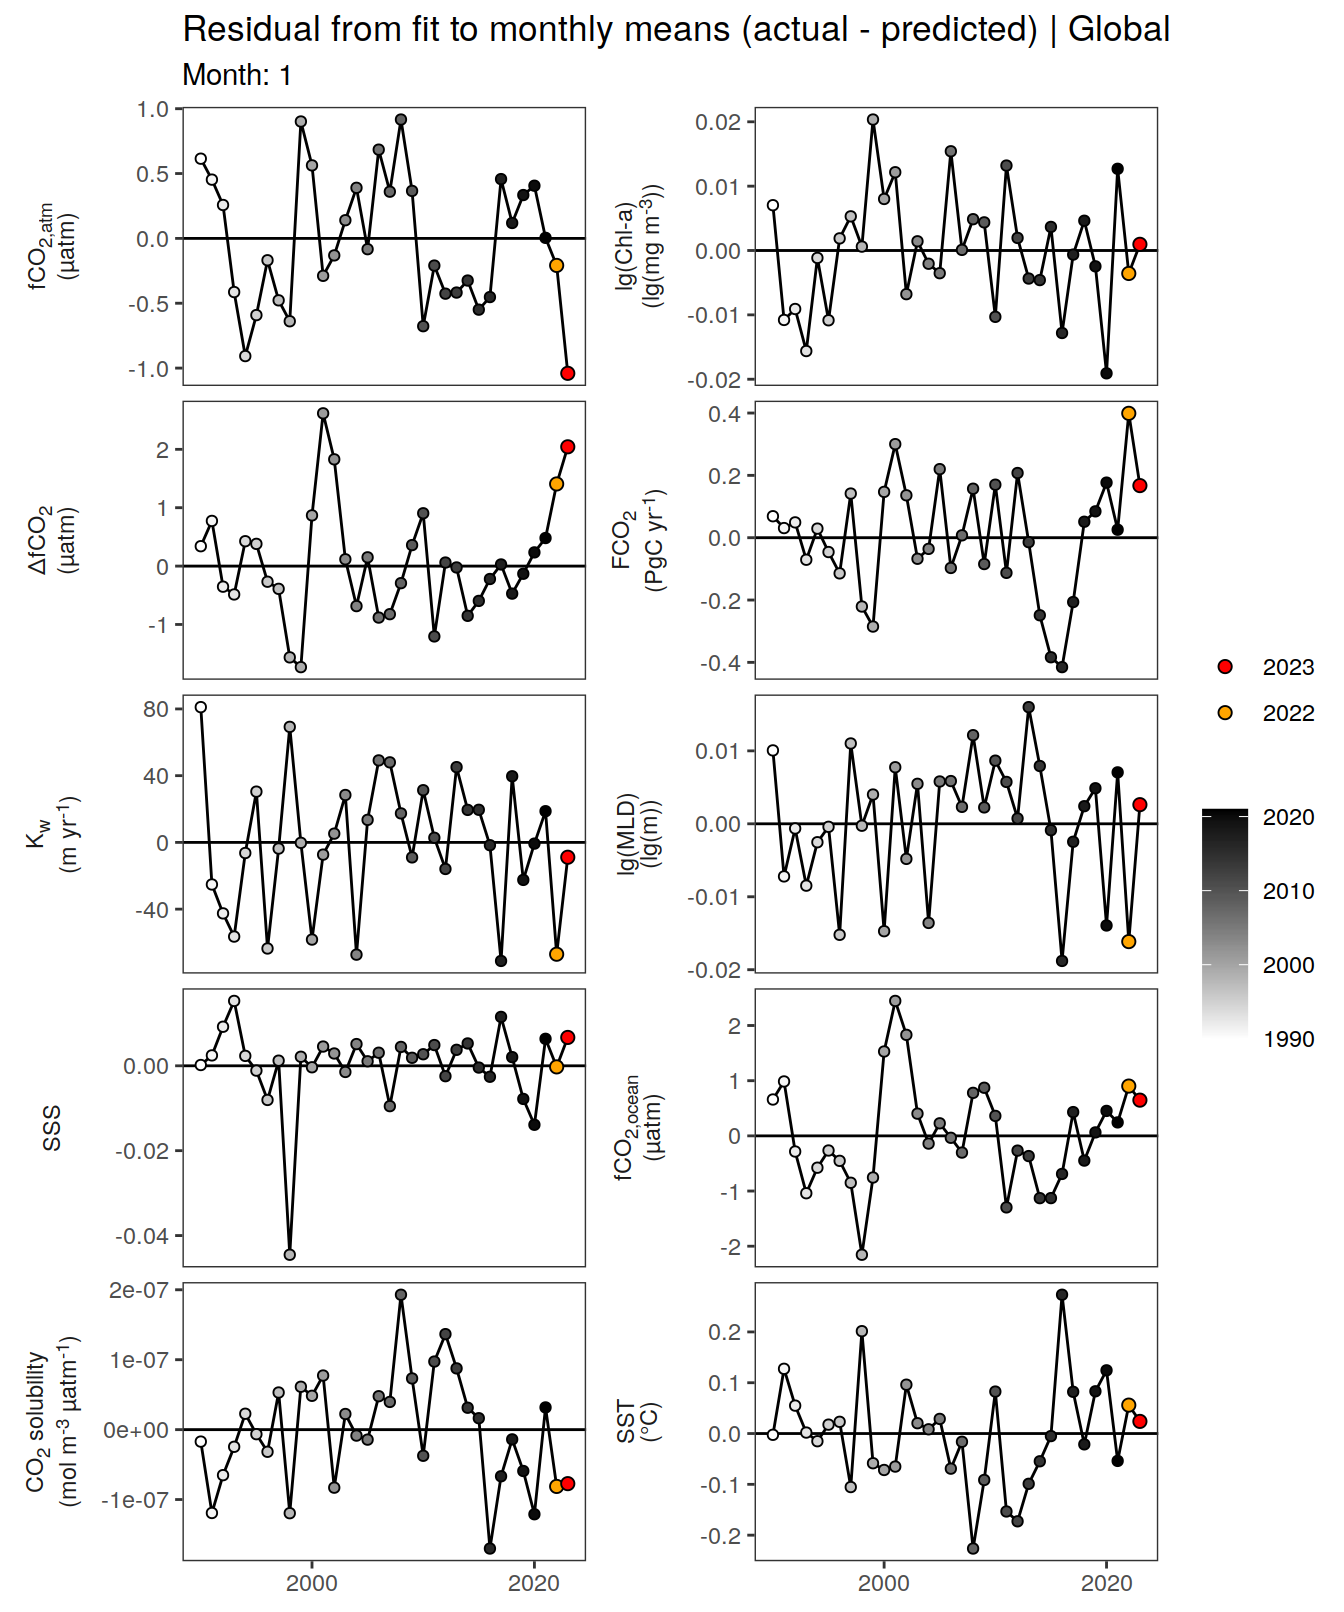 Residual from fit to monthly means (actual - predicted) | Global
Month: 1
fCO2,atm
(µatm)
1.0
0.5
0.0
-0.5
-1.0
lg(Chl-a)
(lg(mg m-3))
0.02
0.01
0.00
-0.01
-0.02
ΔfCO2
(µatm)
2
1
0
-1
FCO2
(PgC yr-1)
0.4
0.2
0.0
-0.2
-0.4
Kw
(m yr-1)
80
40
0
-40
lg(MLD)
(lg(m))
0.01
0.00
-0.01
-0.02
SSS
0.00
-0.02
-0.04
fCO2,ocean
(µatm)
2
1
0
-1
-2
CO2 solubility
(mol m-3 µatm-1)
2e-07
1e-07
0e+00
-1e-07
SST
(°C)
0.2
0.1
0.0
-0.1
-0.2
2000
2020
2000
2020
2023
2022
2020
2010
2000
1990